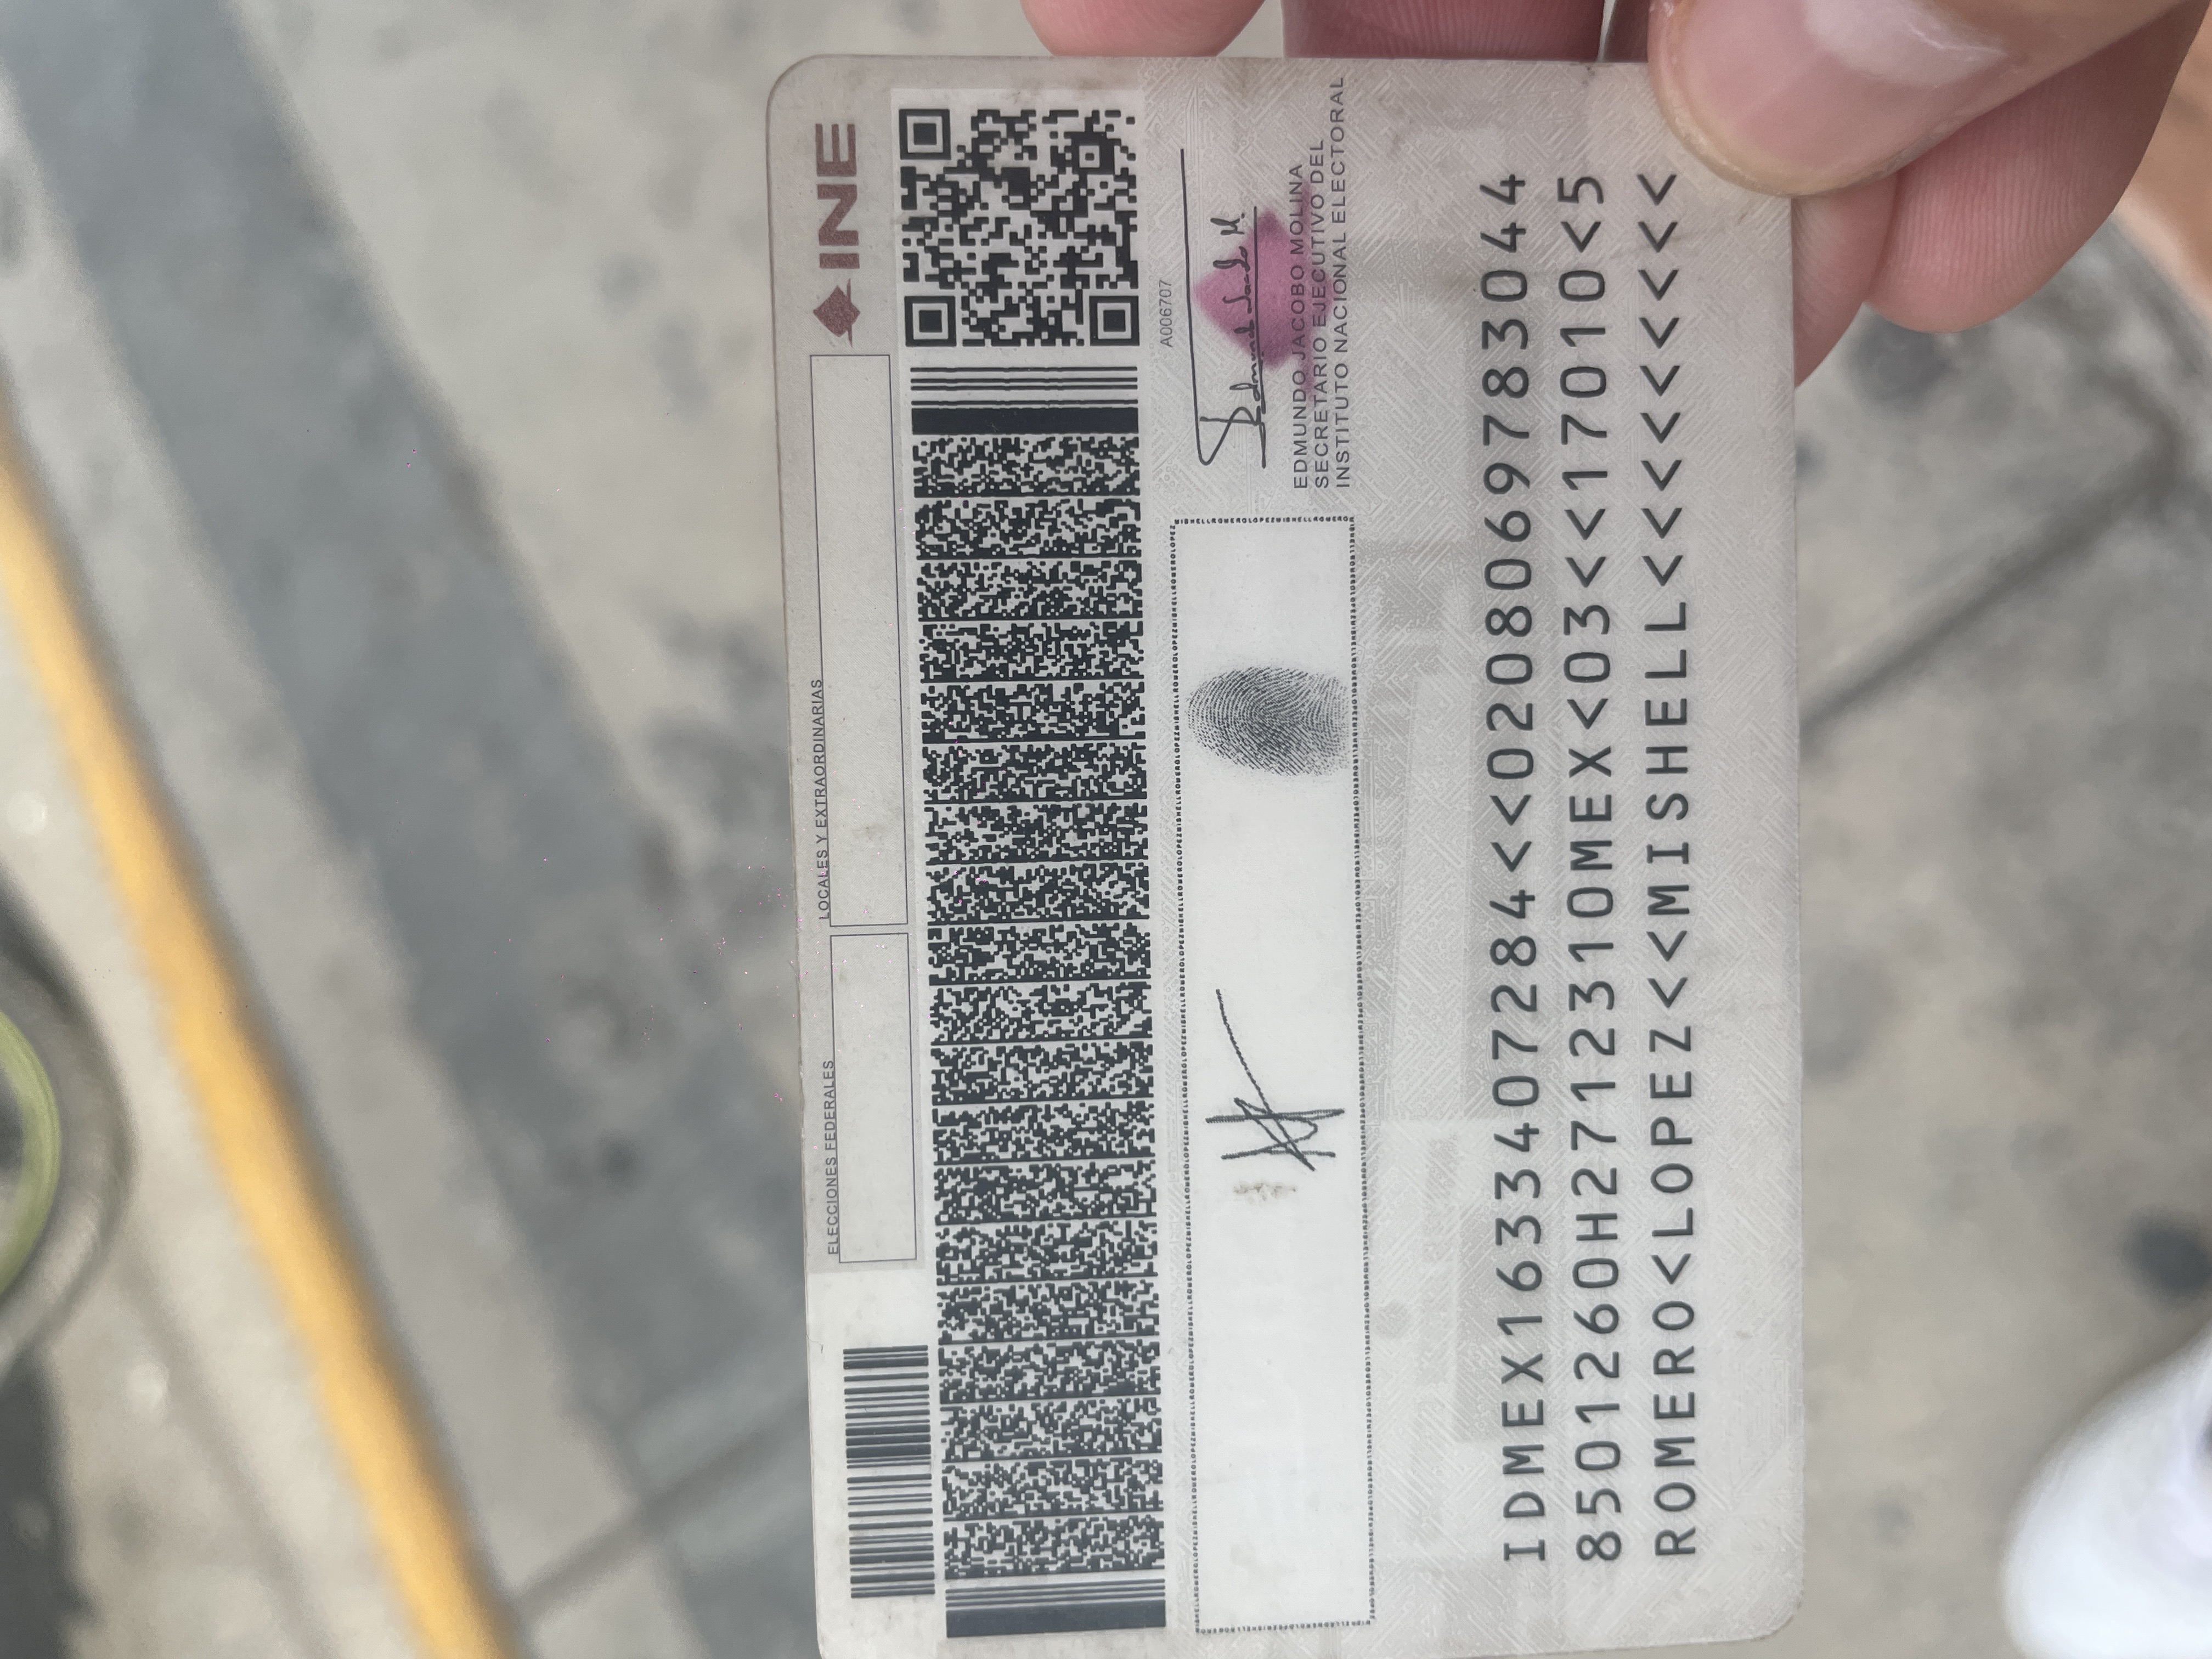 ELECCIONES FEDERALES
LOCALES Y EXTRAORDINARIAS
INE
A006707
EDMUNDO JACOBO MOLINA
SECRETARIO EJECUTIVO DEL
INSTITUTO NACIONAL ELECTORAL
IDMEX1633407284<<0208069783044
8501260H2712310MEX<03<<17010<5
ROMERO<LOPEZ<<MISHELL<<<<<<<<<